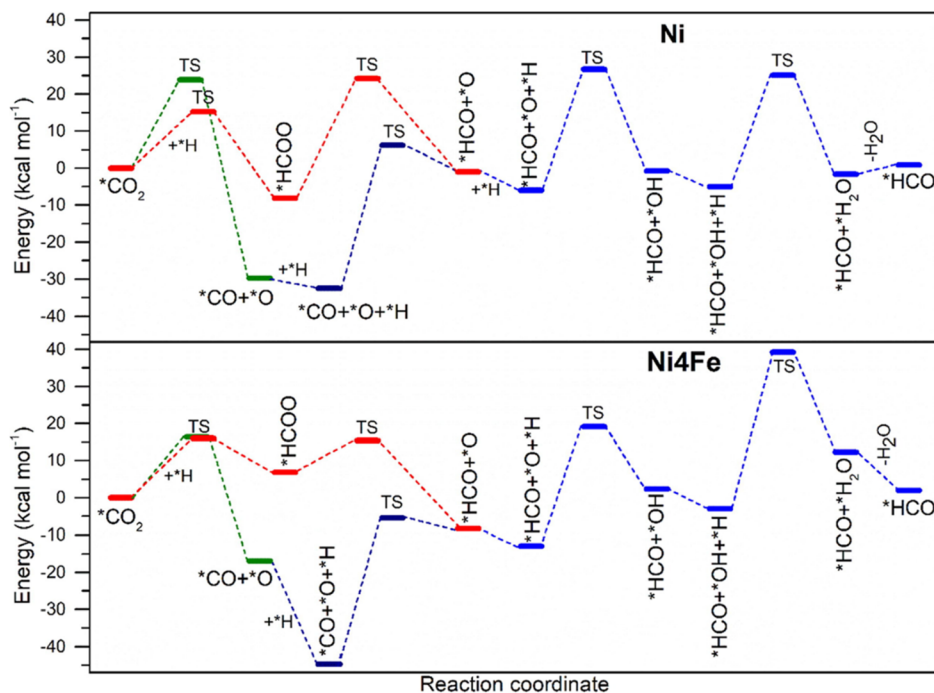 Ni
40
30
20
10
0
-10
-20
-30
-40
Energy (kcal mol⁻¹)
*CO₂
TS
TS
+*H
*HCOO
*CO+*O
+*H
*CO+*O+*H
TS
TS
*HCO+*O
+*H
*HCO+*O+*H
TS
*HCO+*OH
*HCO+*OH+*H
TS
*HCO+*H₂O
-H₂O
*HCO
Ni4Fe
40
30
20
10
0
-10
-20
-30
-40
Energy (kcal mol⁻¹)
*CO₂
TS
+*H
*HCOO
*CO+*O
+*H
*CO+*O+*H
TS
TS
*HCO+*O
*HCO+*O+*H
TS
*HCO+*OH
*HCO+*OH+*H
TS
*HCO+*H₂O
-H₂O
*HCO
Reaction coordinate